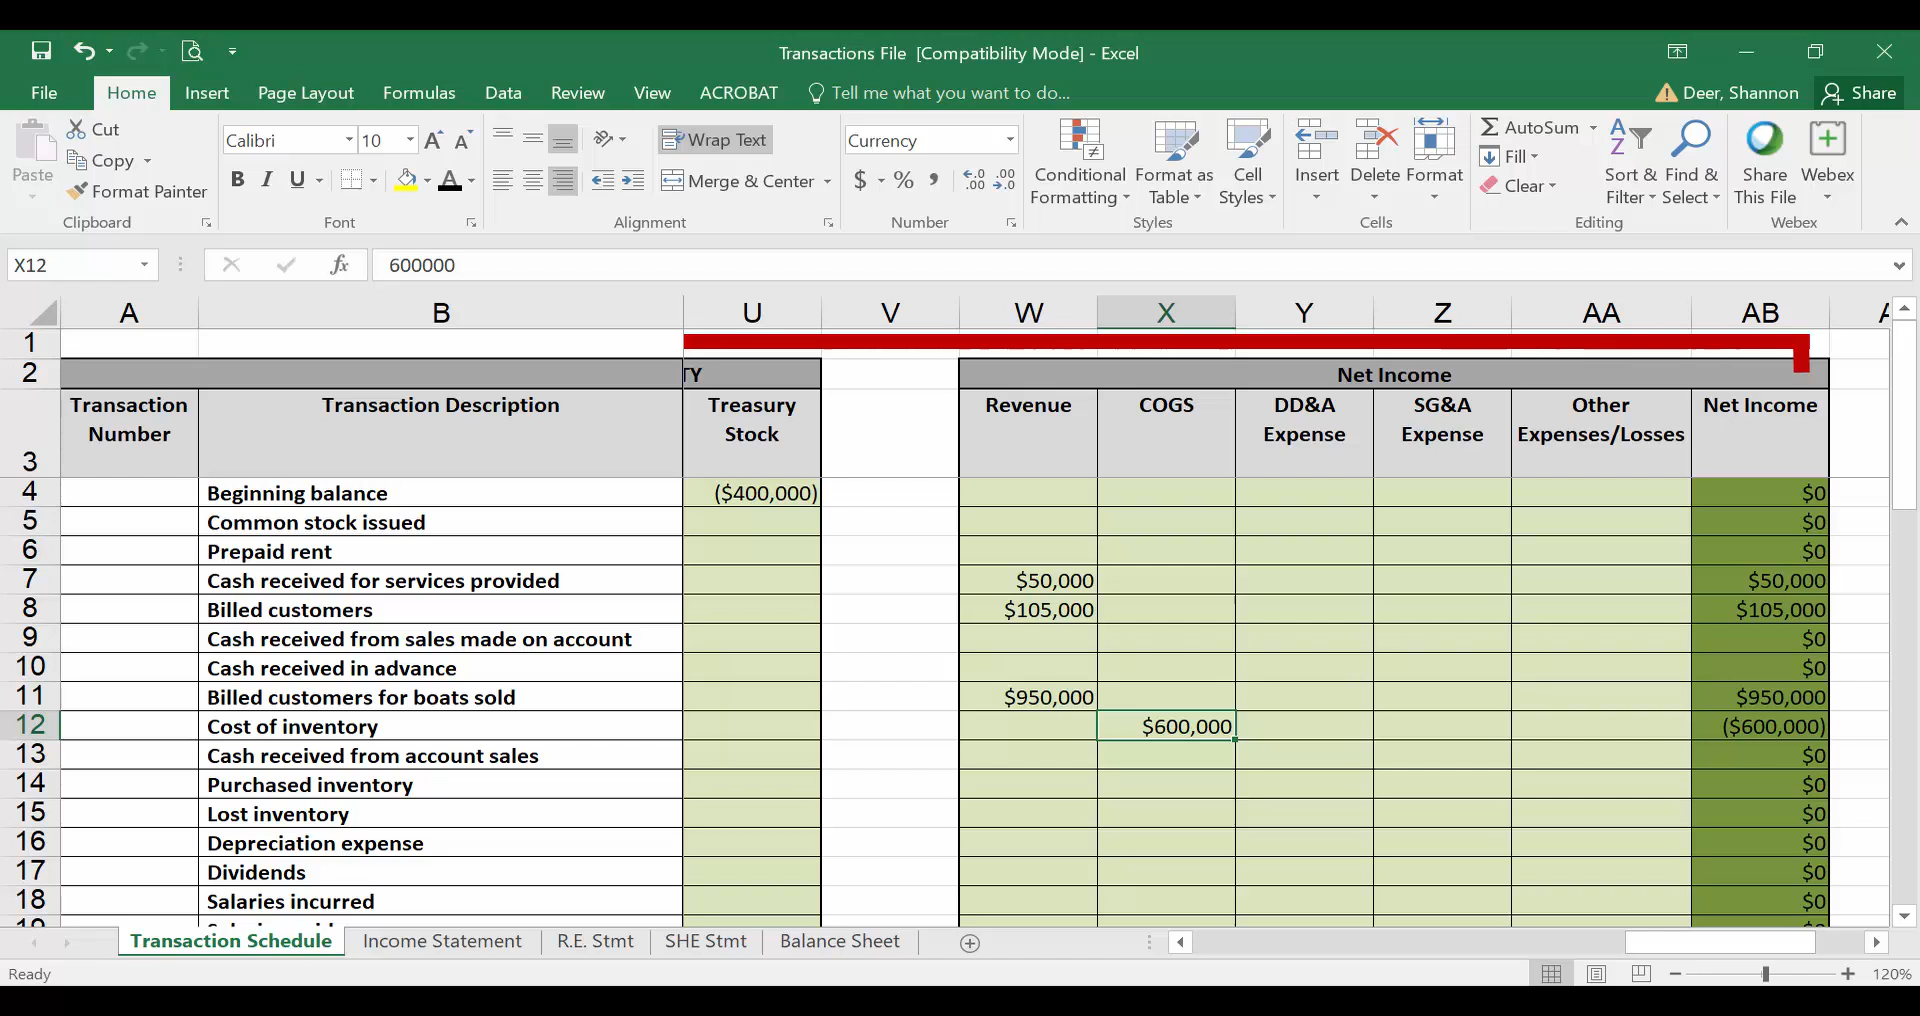 Transactions File [Compatibility Mode] - Excel
File Home Insert Page Layout Formulas Data Review View ACROBAT Tell me what you want to do... Deer, Shannon Share
Paste
Cut
Copy
Format Painter
Clipboard
Calibri 10
B I U
Font
Wrap Text
Merge & Center
Alignment
Currency
$ % ,
Number
Conditional Formatting
Format as Table
Cell Styles
Styles
Insert
Delete
Format
Cells
AutoSum
Fill
Clear
Sort & Filter
Find & Select
Editing
Share This File
Webex
Webex
X12 fx 600000
A B U V W X Y Z AA AB
1
2 TY Net Income
3 Transaction Number Transaction Description Treasury Stock Revenue COGS DD&A Expense SG&A Expense Other Expenses/Losses Net Income
4 Beginning balance ($400,000) $0
5 Common stock issued $0
6 Prepaid rent $0
7 Cash received for services provided $50,000 $50,000
8 Billed customers $105,000 $105,000
9 Cash received from sales made on account $0
10 Cash received in advance $0
11 Billed customers for boats sold $950,000 $950,000
12 Cost of inventory $600,000 ($600,000)
13 Cash received from account sales $0
14 Purchased inventory $0
15 Lost inventory $0
16 Depreciation expense $0
17 Dividends $0
18 Salaries incurred $0
Transaction Schedule Income Statement R.E. Stmt SHE Stmt Balance Sheet
Ready 120%